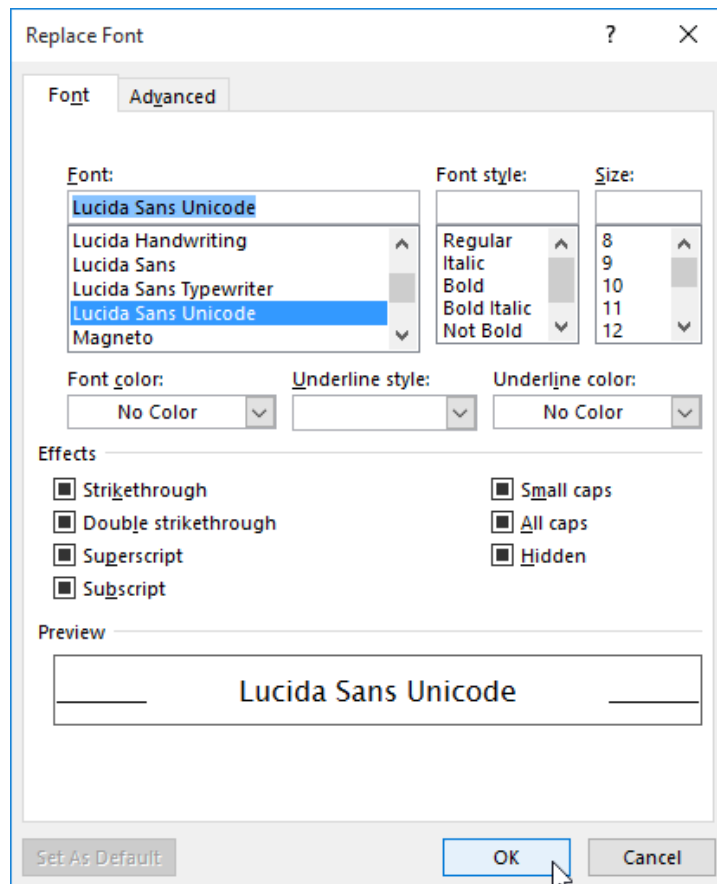 Replace Font ?
Font Advanced
Font: Font style: Size:
Lucida Sans Unicode
Lucida Handwriting
Lucida Sans
Lucida Sans Typewriter
Lucida Sans Unicode
Magneto
Regular
Italic
Bold
Bold Italic
Not Bold
8
9
10
11
12
Font color: Underline style: Underline color:
No Color No Color
Effects
Strikethrough
Double strikethrough
Superscript
Subscript
Small caps
All caps
Hidden
Preview
Lucida Sans Unicode
Set As Default OK Cancel